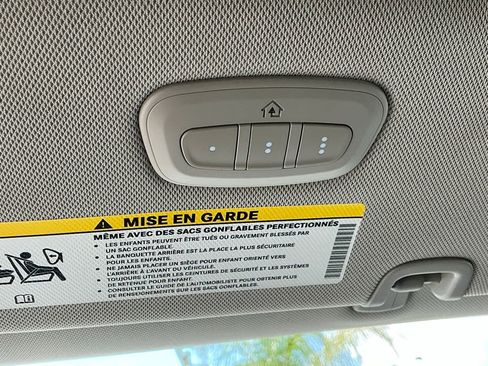 MISE EN GARDE
MÊME AVEC DES SACS GONFLABLES PERFECTIONNÉS
• LES ENFANTS PEUVENT ÊTRE TUÉS OU GRAVEMENT BLESSÉS PAR
UN SAC GONFLABLE.
• LA BANQUETTE ARRIÈRE EST LA PLACE LA PLUS SÉCURITAIRE
POUR LES ENFANTS.
• NE JAMAIS PLACER UN SIÈGE POUR ENFANT ORIENTÉ VERS
L'ARRIÈRE À L'AVANT DU VÉHICULE.
• TOUJOURS UTILISER LES CEINTURES DE SÉCURITÉ ET LES SYSTÈMES
DE RETENUE POUR ENFANT.
• CONSULTER LE GUIDE DE L'AUTOMOBILISTE POUR OBTENIR PLUS
DE RENSEIGNEMENTS SUR LES SACS GONFLABLES.